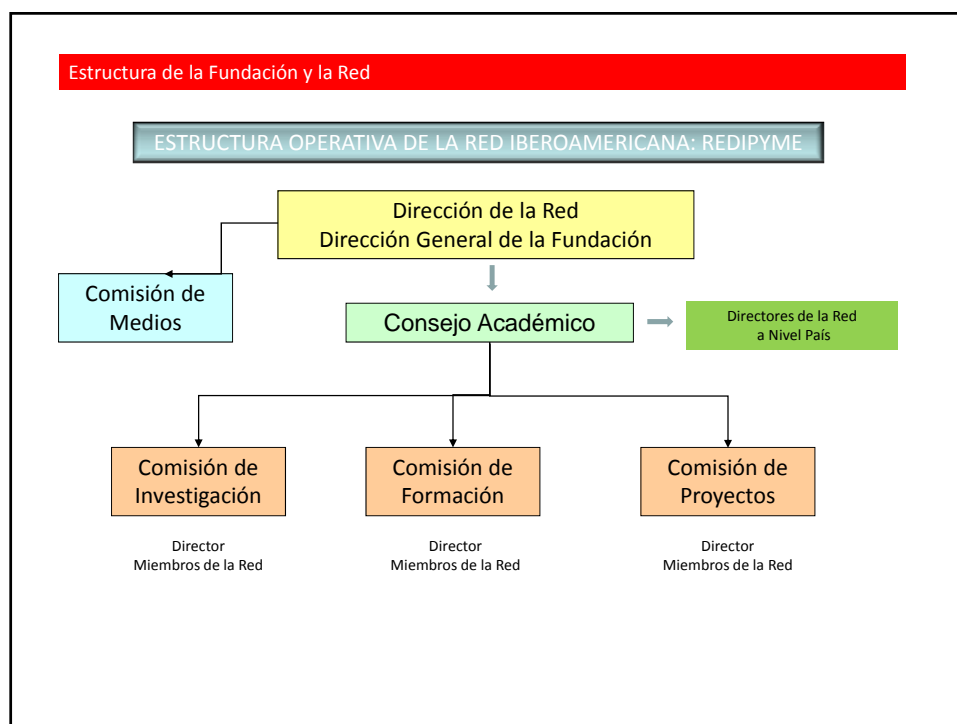 Estructura de la Fundación y la Red
ESTRUCTURA OPERATIVA DE LA RED IBEROAMERICANA: REDIPYME
Dirección de la Red
Dirección General de la Fundación
Comisión de
Medios
Consejo Académico
Directores de la Red
a Nivel País
Comisión de
Investigación
Comisión de
Formación
Comisión de
Proyectos
Director
Miembros de la Red
Director
Miembros de la Red
Director
Miembros de la Red